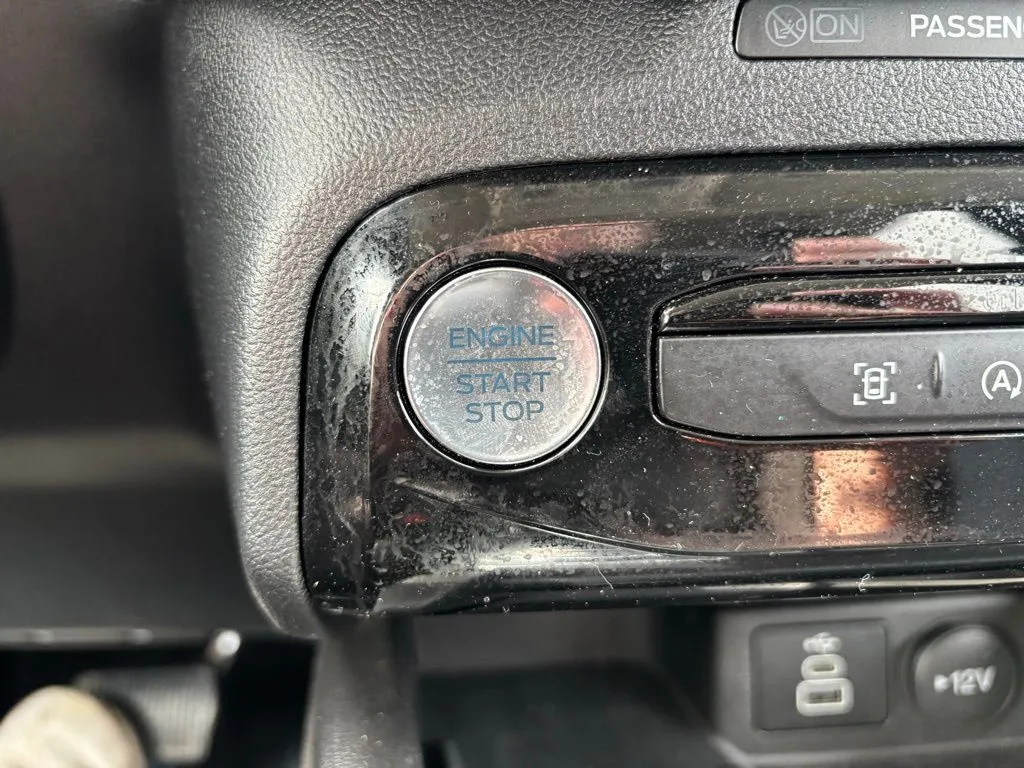 ON PASSEN
ENGINE
START
STOP
A
12V